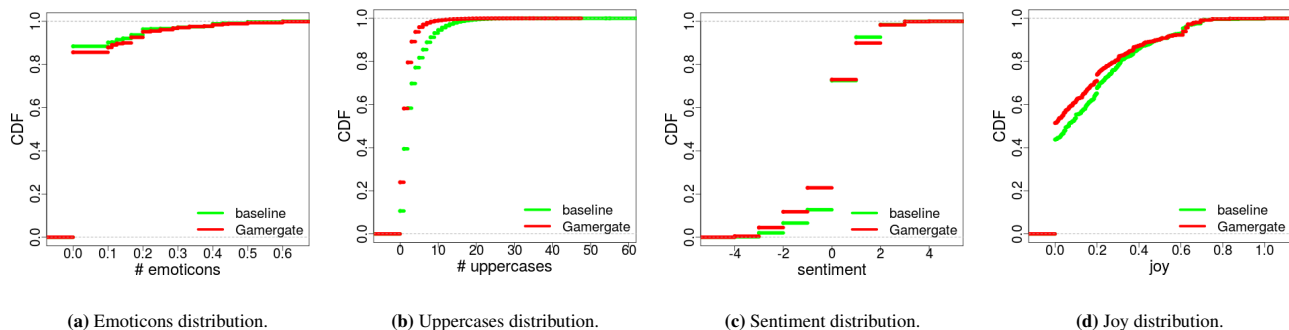 CDF
0.0 0.2 0.4 0.6 0.8 1.0
baseline
Gamergate
0.0 0.1 0.2 0.3 0.4 0.5 0.6
# emoticons
(a) Emoticons distribution.
CDF
0.0 0.2 0.4 0.6 0.8 1.0
baseline
Gamergate
0 10 20 30 40 50 60
# uppercases
(b) Uppercases distribution.
CDF
0.0 0.2 0.4 0.6 0.8 1.0
baseline
Gamergate
-4 -2 0 2 4
sentiment
(c) Sentiment distribution.
CDF
0.0 0.2 0.4 0.6 0.8 1.0
baseline
Gamergate
0.0 0.2 0.4 0.6 0.8 1.0
joy
(d) Joy distribution.